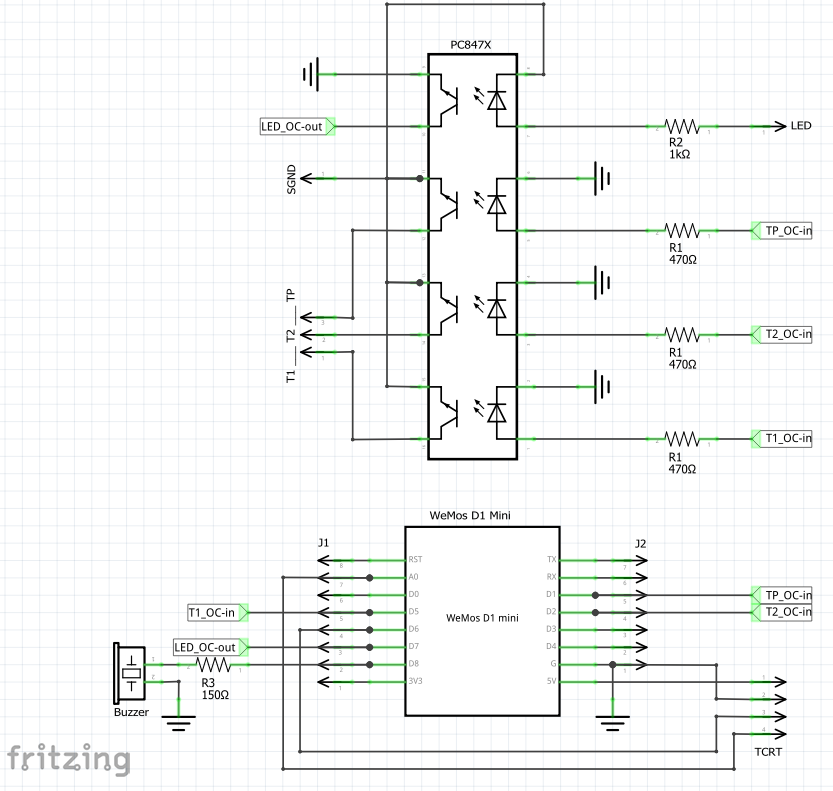 PC847X
LED_OC-out
LED
R2
1kΩ
SGND
TP_OC-in
R1
470Ω
TP
T2
T1
T2_OC-in
R1
470Ω
T1_OC-in
R1
470Ω
WeMos D1 Mini
J1
J2
RST
TX
A0
RX
D0
D1
TP_OC-in
T1_OC-in
D5
D2
T2_OC-in
WeMos D1 mini
D6
D3
LED_OC-out
D7
D4
D8
G
3V3
5V
R3
150Ω
Buzzer
TCRT
fritzing